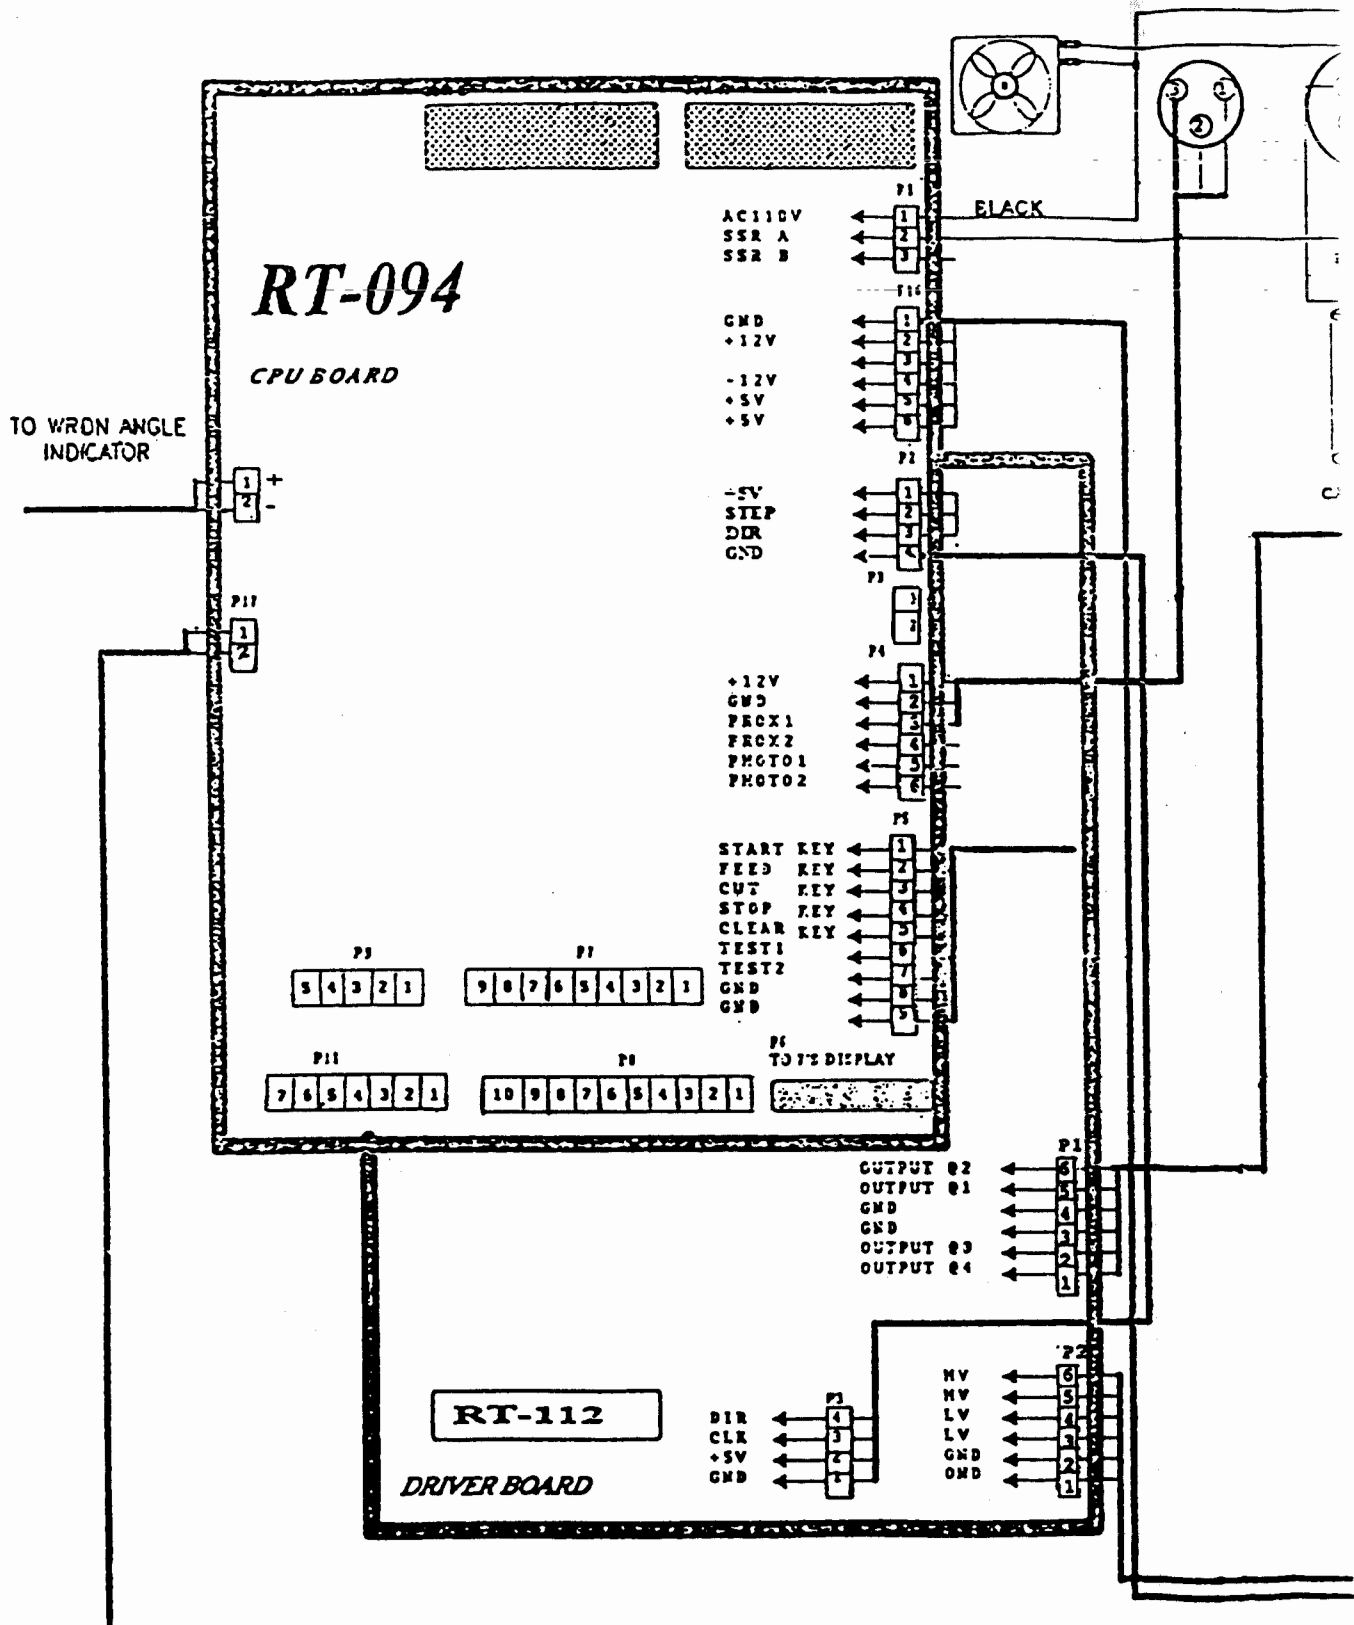 3 1
2
P1
AC110V 1
SSR A 2
SSR B 3
BLACK
RT-094
CPU BOARD
P16
GND 1
+12V 2
3
-12V 4
+5V 5
+5V 6
TO WRON ANGLE
INDICATOR
1 +
2 -
P2
-5V 1
STEP 2
DIR 3
GND 4
P3
1
2
P17
1
2
P4
+12V 1
GND 2
PROX1 3
PROX2 4
PHOTO1 5
PHOTO2 6
P5
START KEY 1
FEED KEY 2
CUT KEY 3
STOP KEY 4
CLEAR KEY 5
TEST1 6
TEST2 7
GND 8
GND 9
P9
5 4 3 2 1
P7
9 8 7 6 5 4 3 2 1
P11
7 6 5 4 3 2 1
P8
10 9 8 7 6 5 4 3 2 1
P6
TO 7'S DISPLAY
P1
OUTPUT @2 6
OUTPUT @1 5
GND 4
GND 3
OUTPUT @3 2
OUTPUT @4 1
P2
HV 6
HV 5
LV 4
LV 3
GND 2
GND 1
RT-112
DRIVER BOARD
P3
DIR 4
CLK 3
+5V 2
GND 1